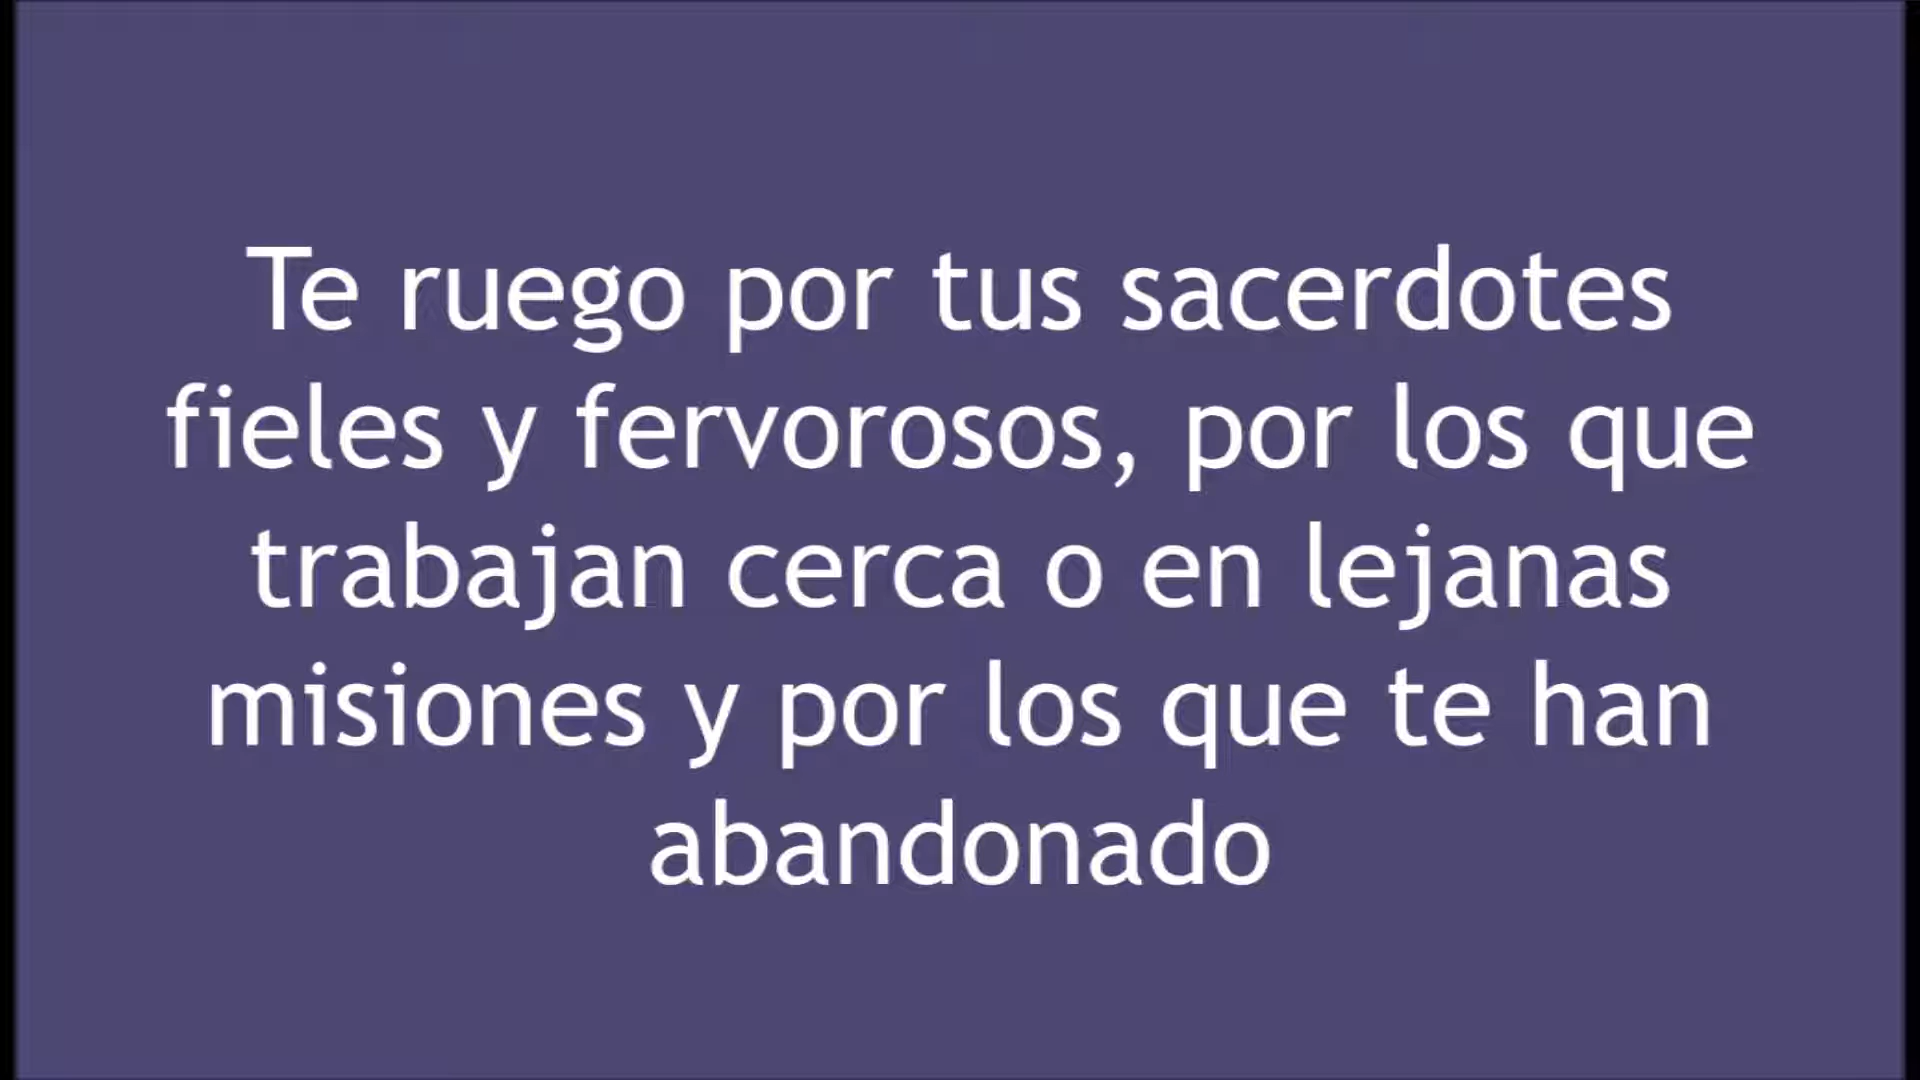 Te ruego por tus sacerdotes
fieles y fervorosos, por los que
trabajan cerca o en lejanas
misiones y por los que te han
abandonado